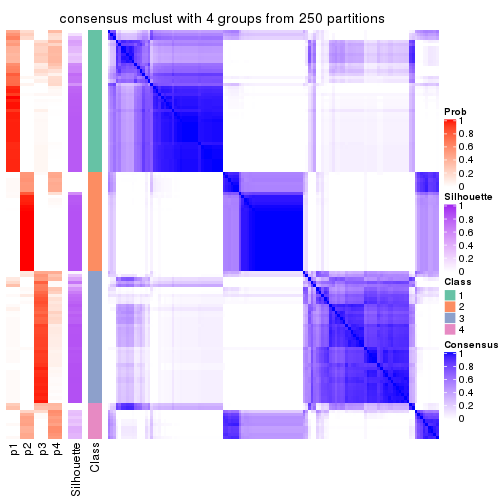 consensus mclust with 4 groups from 250 partitions
p1
p2
p3
p4
Silhouette
Class
Prob
1
0.8
0.6
0.4
0.2
0
Silhouette
1
0.8
0.6
0.4
0.2
0
Class
1
2
3
4
Consensus
1
0.8
0.6
0.4
0.2
0